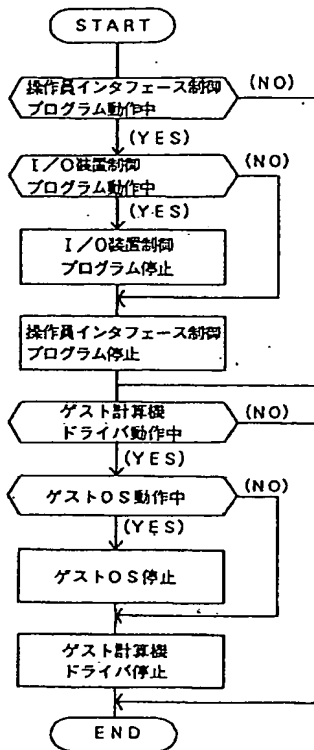 START
操作員インタフェース制御
プログラム動作中
(NO)
(YES)
I/O装置制御
プログラム動作中
(NO)
(YES)
I/O装置制御
プログラム停止
操作員インタフェース制御
プログラム停止
ゲスト計算機
ドライバ動作中
(NO)
(YES)
ゲストOS動作中
(NO)
(YES)
ゲストOS停止
ゲスト計算機
ドライバ停止
END